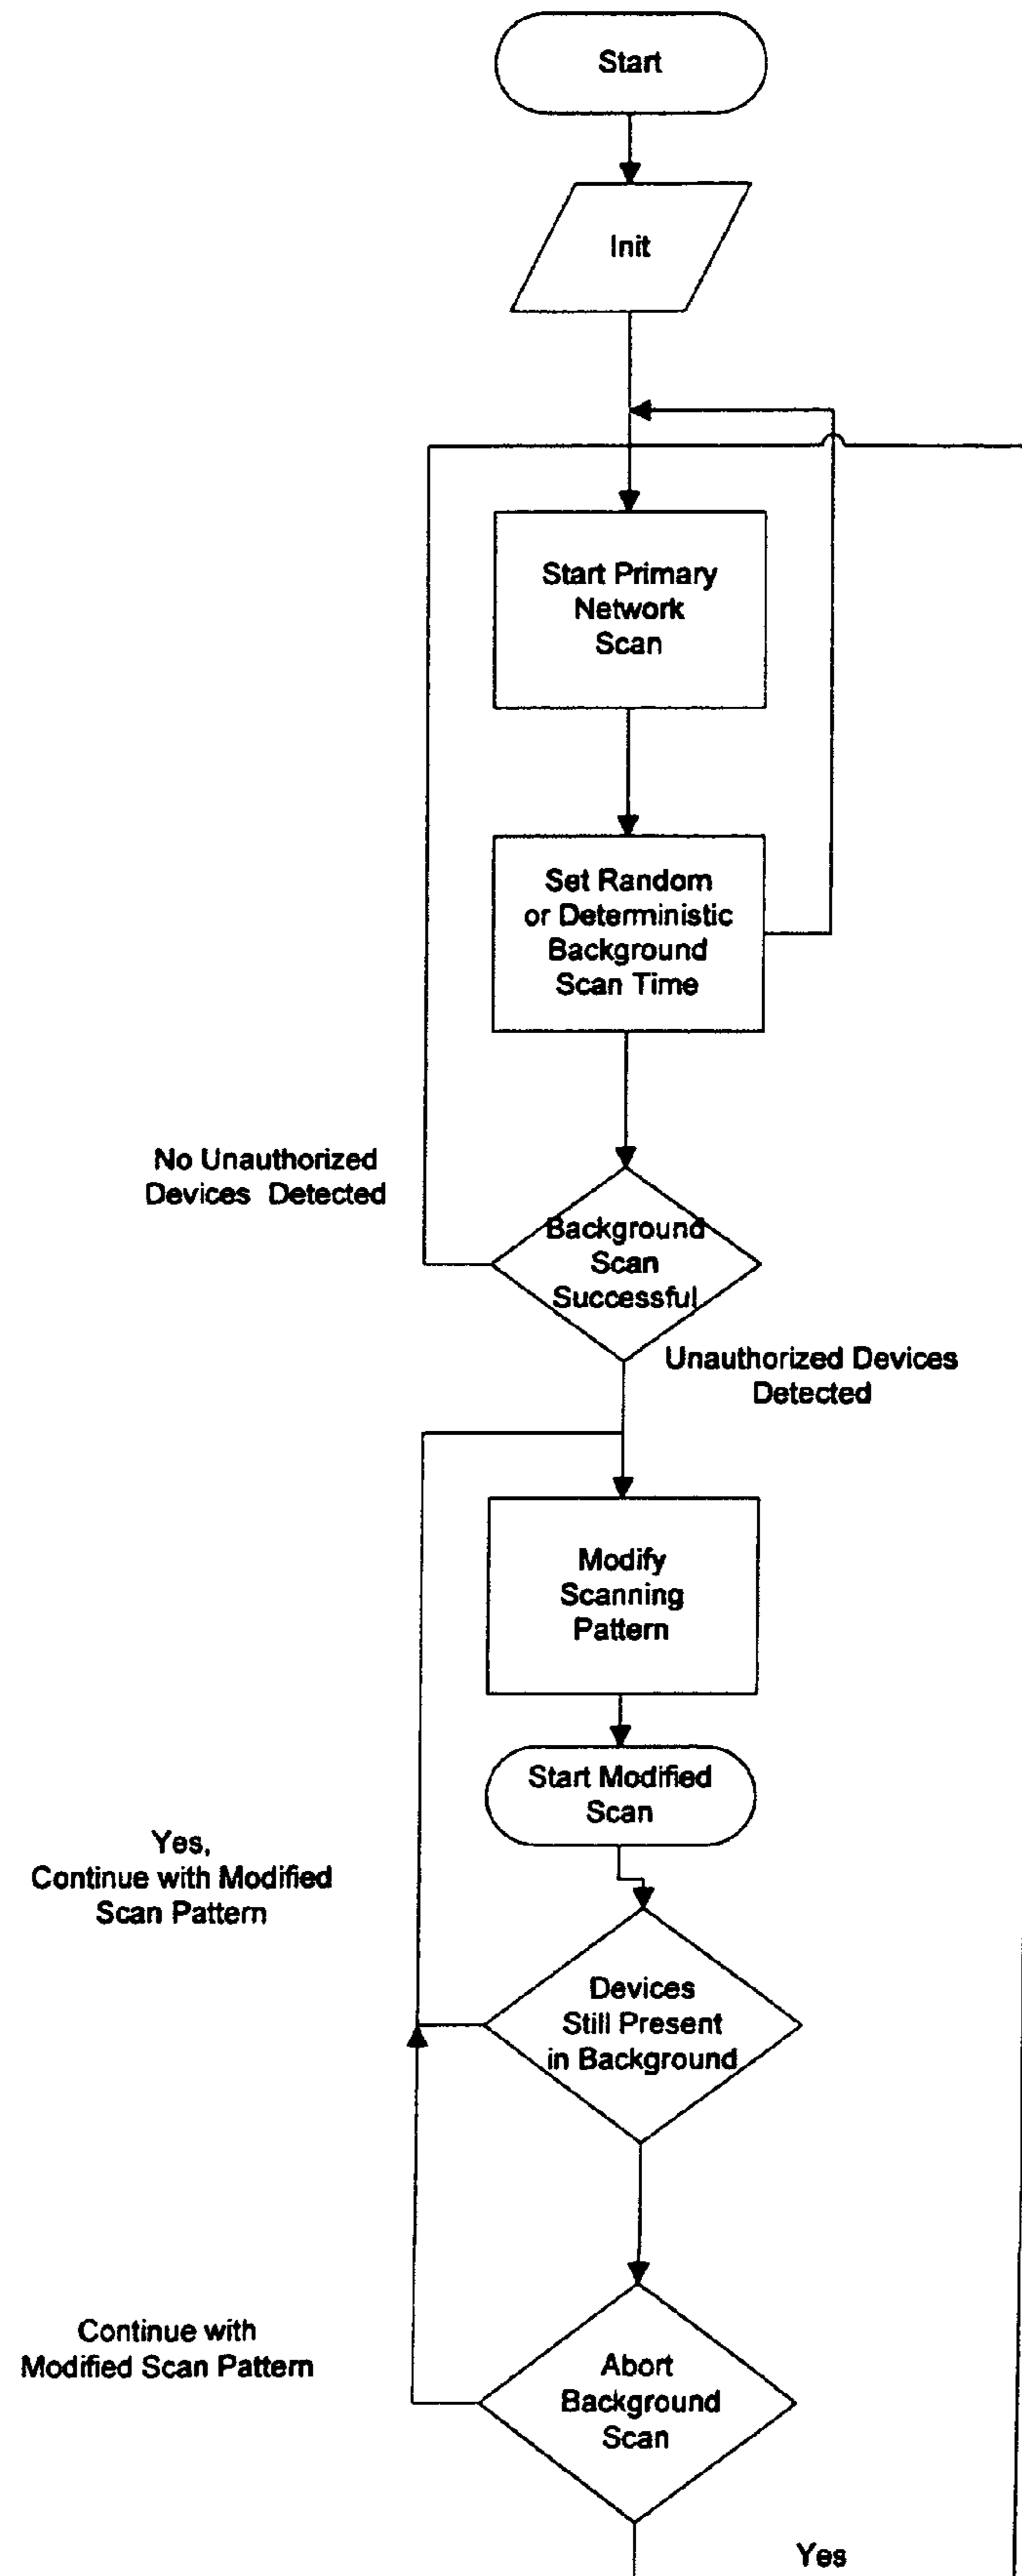 Start
Init
Start Primary
Network
Scan
Set Random
or Deterministic
Background
Scan Time
No Unauthorized
Devices Detected
Background
Scan
Successful
Unauthorized Devices
Detected
Modify
Scanning
Pattern
Start Modified
Scan
Yes,
Continue with Modified
Scan Pattern
Devices
Still Present
in Background
Continue with
Modified Scan Pattern
Abort
Background
Scan
Yes